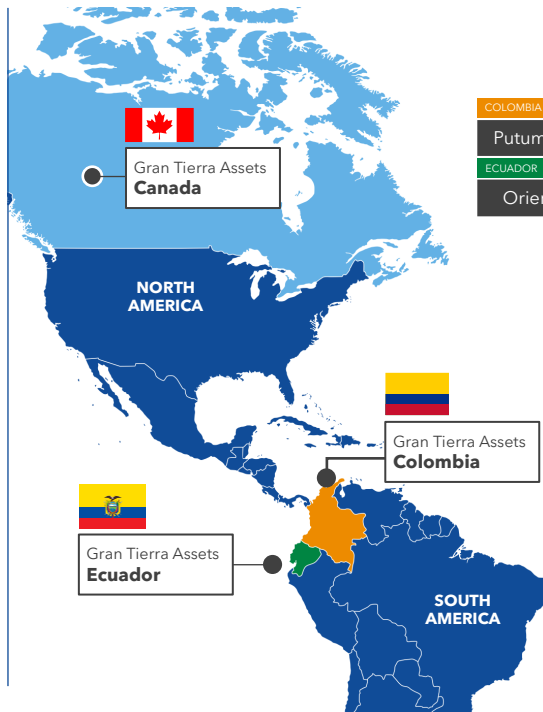 Gran Tierra Assets
Canada
COLOMBIA
ECUADOR
NORTH
AMERICA
Gran Tierra Assets
Colombia
Gran Tierra Assets
Ecuador
SOUTH
AMERICA